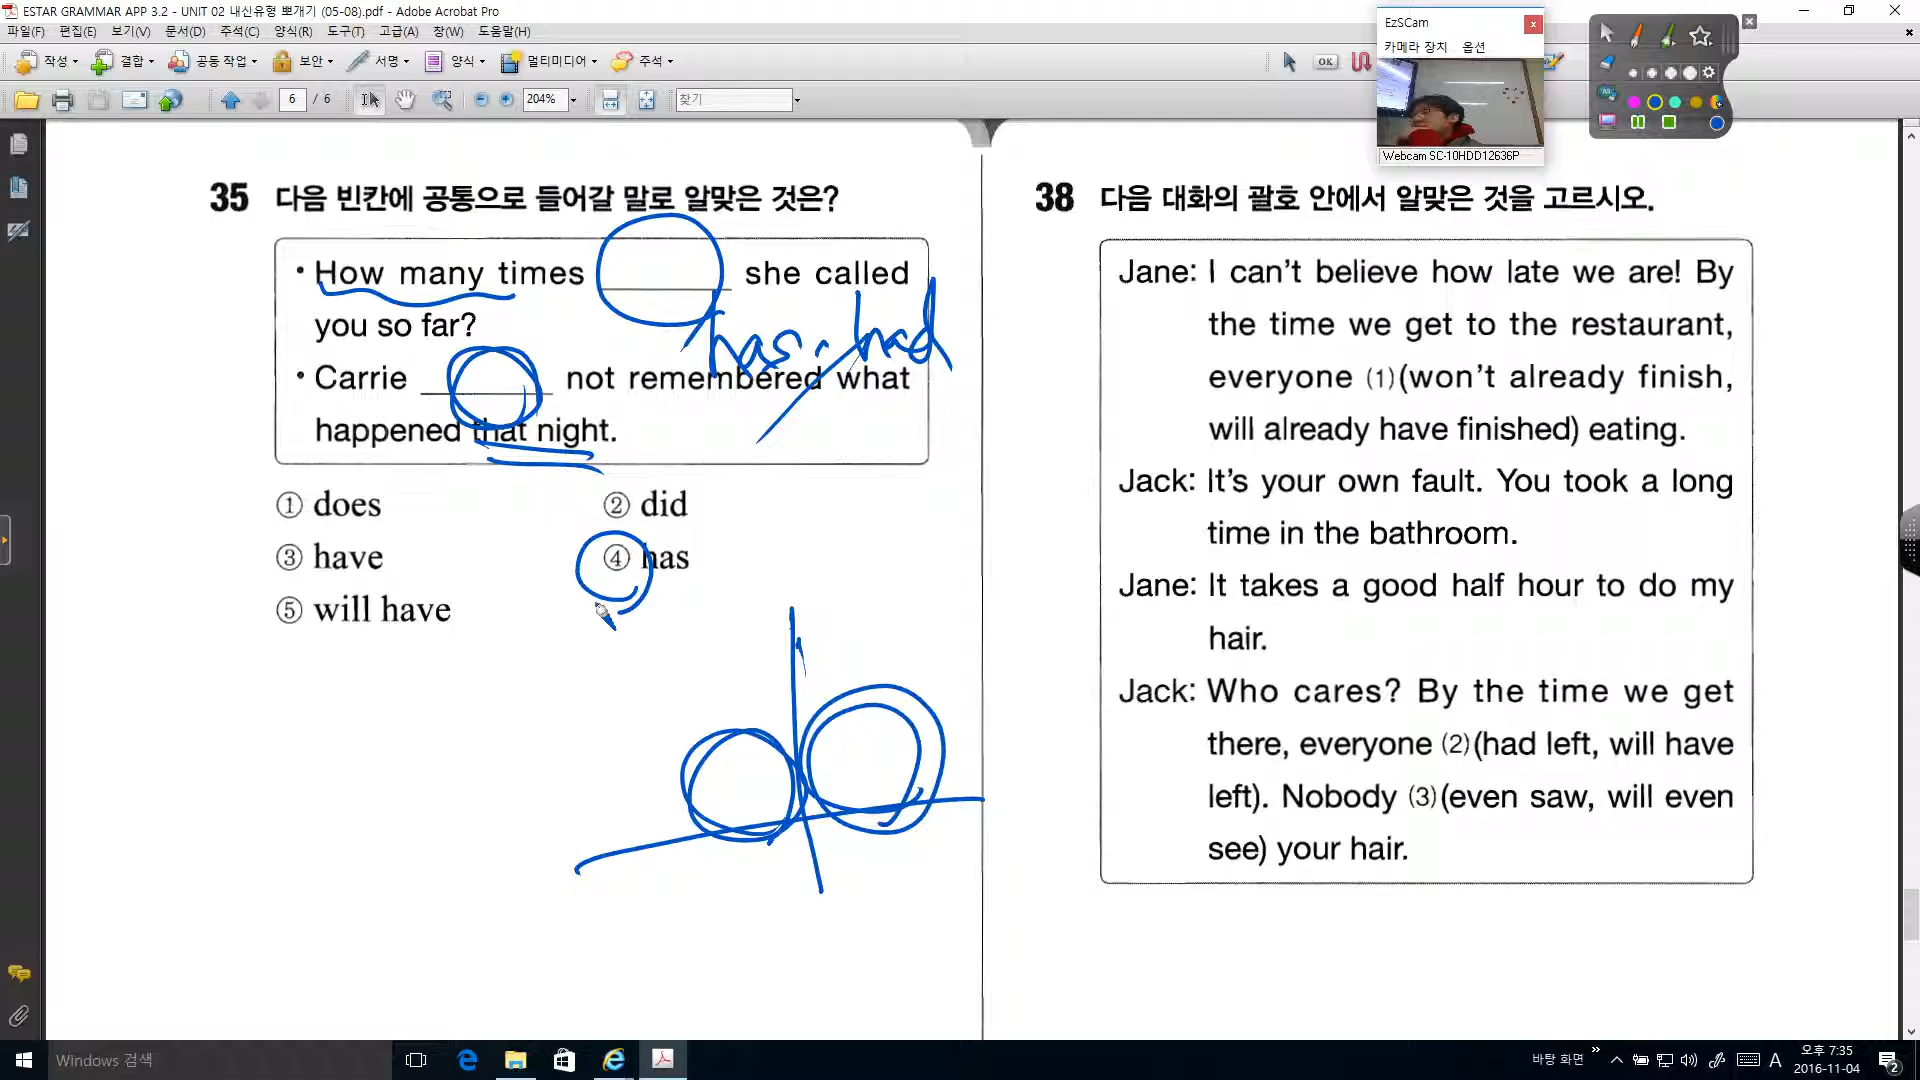 ESTAR GRAMMAR APP 3.2 - UNIT 02 내신유형 뽀개기 (05-08).pdf - Adobe Acrobat Pro
파일(F) 편집(E) 보기(V) 문서(D) 주석(C) 양식(R) 도구(T) 고급(A) 창(W) 도움말(H)
작성 결합 공동 작업 보안 서명 양식 멀티미디어 주석 OK
6 / 6 204% 찾기
EzSCam
카메라 장치 옵션
Webcam SC-10HDD12636P
35 다음 빈칸에 공통으로 들어갈 말로 알맞은 것은?
• How many times ______ she called
you so far?
has. had
• Carrie ______ not remembered what
happened that night.
① does ② did
③ have ④ has
⑤ will have
38 다음 대화의 괄호 안에서 알맞은 것을 고르시오.
Jane: I can't believe how late we are! By
the time we get to the restaurant,
everyone (1)(won't already finish,
will already have finished) eating.
Jack: It's your own fault. You took a long
time in the bathroom.
Jane: It takes a good half hour to do my
hair.
Jack: Who cares? By the time we get
there, everyone (2)(had left, will have
left). Nobody (3)(even saw, will even
see) your hair.
Windows 검색
바탕 화면 A 오후 7:35
2016-11-04 2